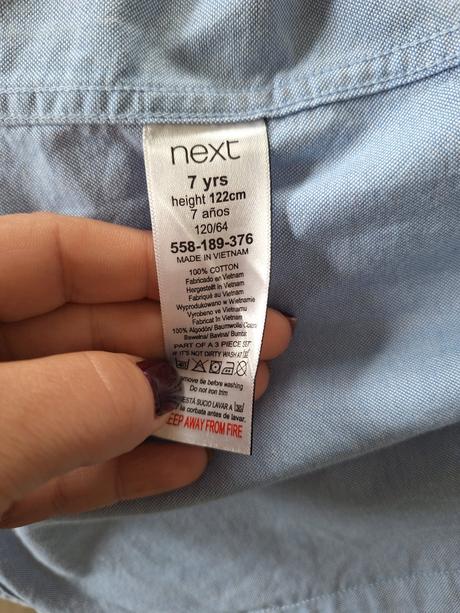 next
7 yrs
height 122cm
7 años
120/64
558-189-376
MADE IN VIETNAM
100% COTTON
Fabricado en Vietnam
Hergestellt in Vietnam
Fabriqué au Vietnam
Wyprodukowano w Wietnamie
Vyrobeno ve Vietnamu
Fabricat în Vietnam
100% Algodón/ Baumwolle/ Coton
Bawełna/ Bavlna/ Bumbac
PART OF A 3 PIECE SET
IF IT'S NOT DIRTY WASH AT
remove tie before washing
Do not iron trim
ESTÁ SUCIO LAVAR A
la corbata antes de lavar.
KEEP AWAY FROM FIRE